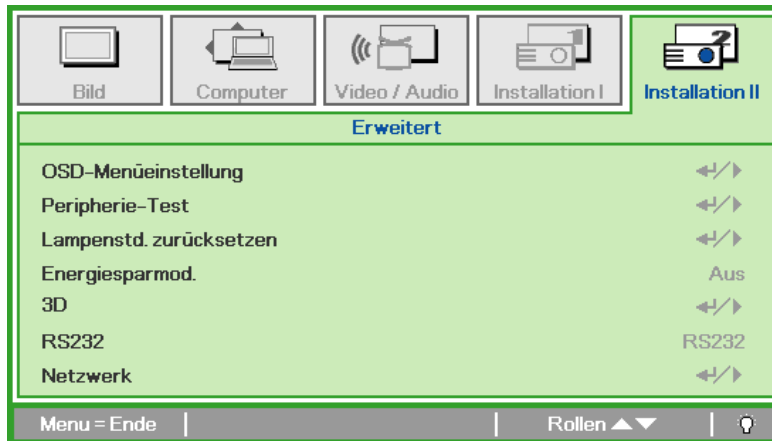 Bild
Computer
Video / Audio
Installation I
Installation II
Erweitert
OSD-Menüeinstellung
Peripherie-Test
Lampenstd. zurücksetzen
Energiesparmod. Aus
3D
RS232 RS232
Netzwerk
Menu = Ende Rollen